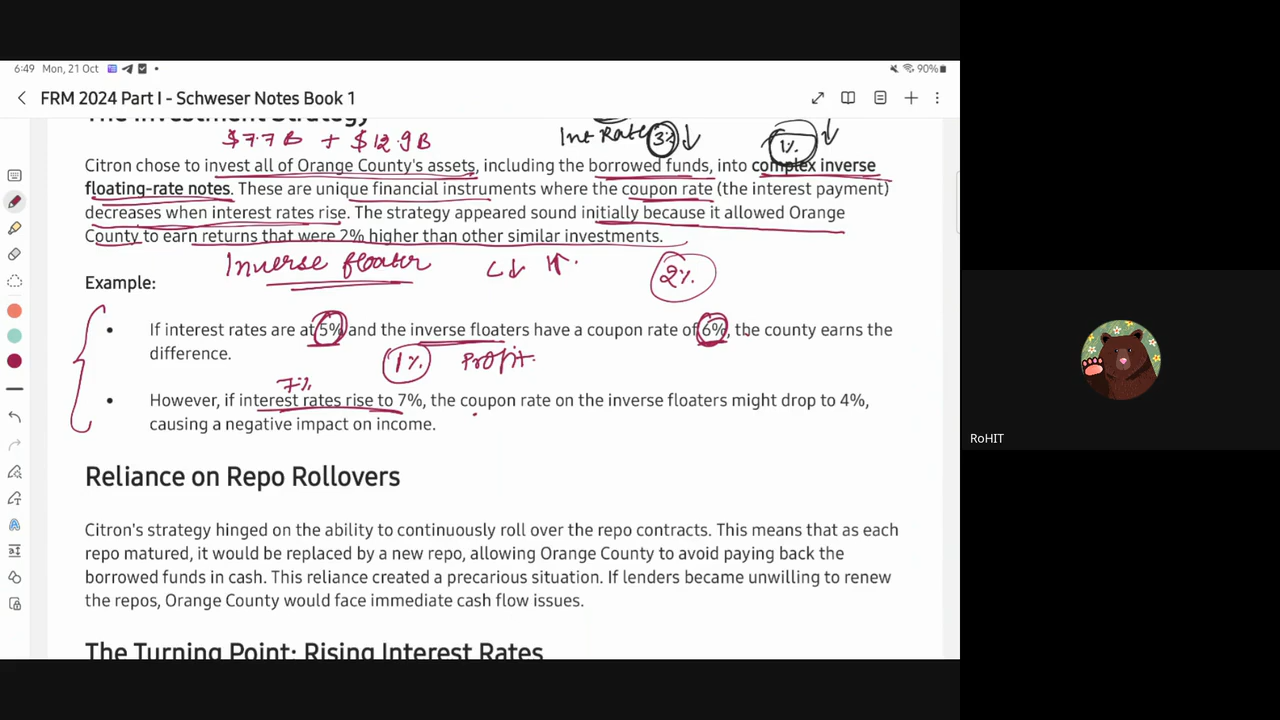 6:49 Mon, 21 Oct
90%
FRM 2024 Part I - Schweser Notes Book 1
The Investment Strategy
$7.7 B + $12.9B
Int Rate 3% ↓ 1% ↓
Citron chose to invest all of Orange County's assets, including the borrowed funds, into complex inverse
floating-rate notes. These are unique financial instruments where the coupon rate (the interest payment)
decreases when interest rates rise. The strategy appeared sound initially because it allowed Orange
County to earn returns that were 2% higher than other similar investments.
Inverse floater C↓ ↑ 2%
Example:
If interest rates are at 5% and the inverse floaters have a coupon rate of 6%, the county earns the
difference.
1% Profit.
7%
However, if interest rates rise to 7%, the coupon rate on the inverse floaters might drop to 4%,
causing a negative impact on income.
Reliance on Repo Rollovers
Citron's strategy hinged on the ability to continuously roll over the repo contracts. This means that as each
repo matured, it would be replaced by a new repo, allowing Orange County to avoid paying back the
borrowed funds in cash. This reliance created a precarious situation. If lenders became unwilling to renew
the repos, Orange County would face immediate cash flow issues.
The Turning Point: Rising Interest Rates
RoHIT